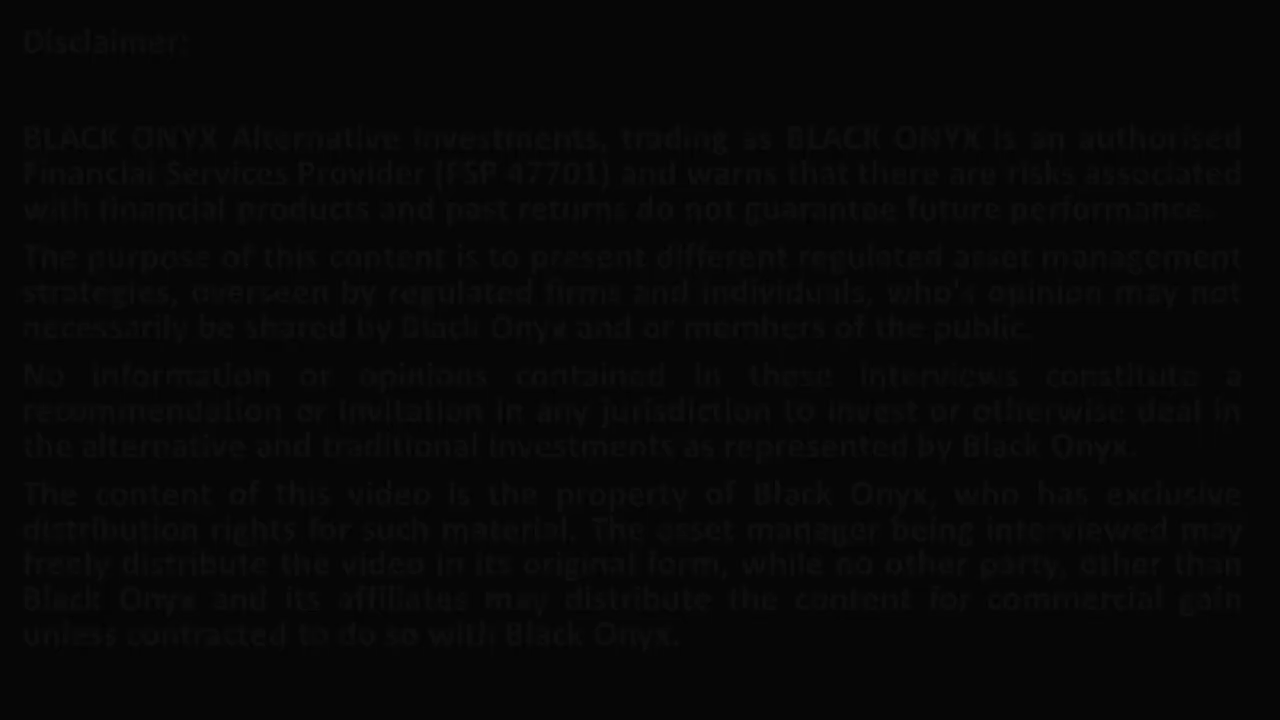 Disclaimer:
BLACK ONYX Alternative Investments, trading as BLACK ONYX is an authorised
Financial Services Provider (FSP 47701) and warns that there are risks associated
with financial products and past returns do not guarantee future performance.
The purpose of this content is to present different regulated asset management
strategies, overseen by regulated firms and individuals, who's opinion may not
necessarily be shared by Black Onyx and or members of the public.
No information or opinions contained in these interviews constitute a
recommendation or invitation in any jurisdiction to invest or otherwise deal in
the alternative and traditional investments as represented by Black Onyx.
The content of this video is the property of Black Onyx, who has exclusive
distribution rights for such material. The asset manager being interviewed may
freely distribute the video in its original form, while no other party, other than
Black Onyx and its affiliates may distribute the content for commercial gain
unless contracted to do so with Black Onyx.